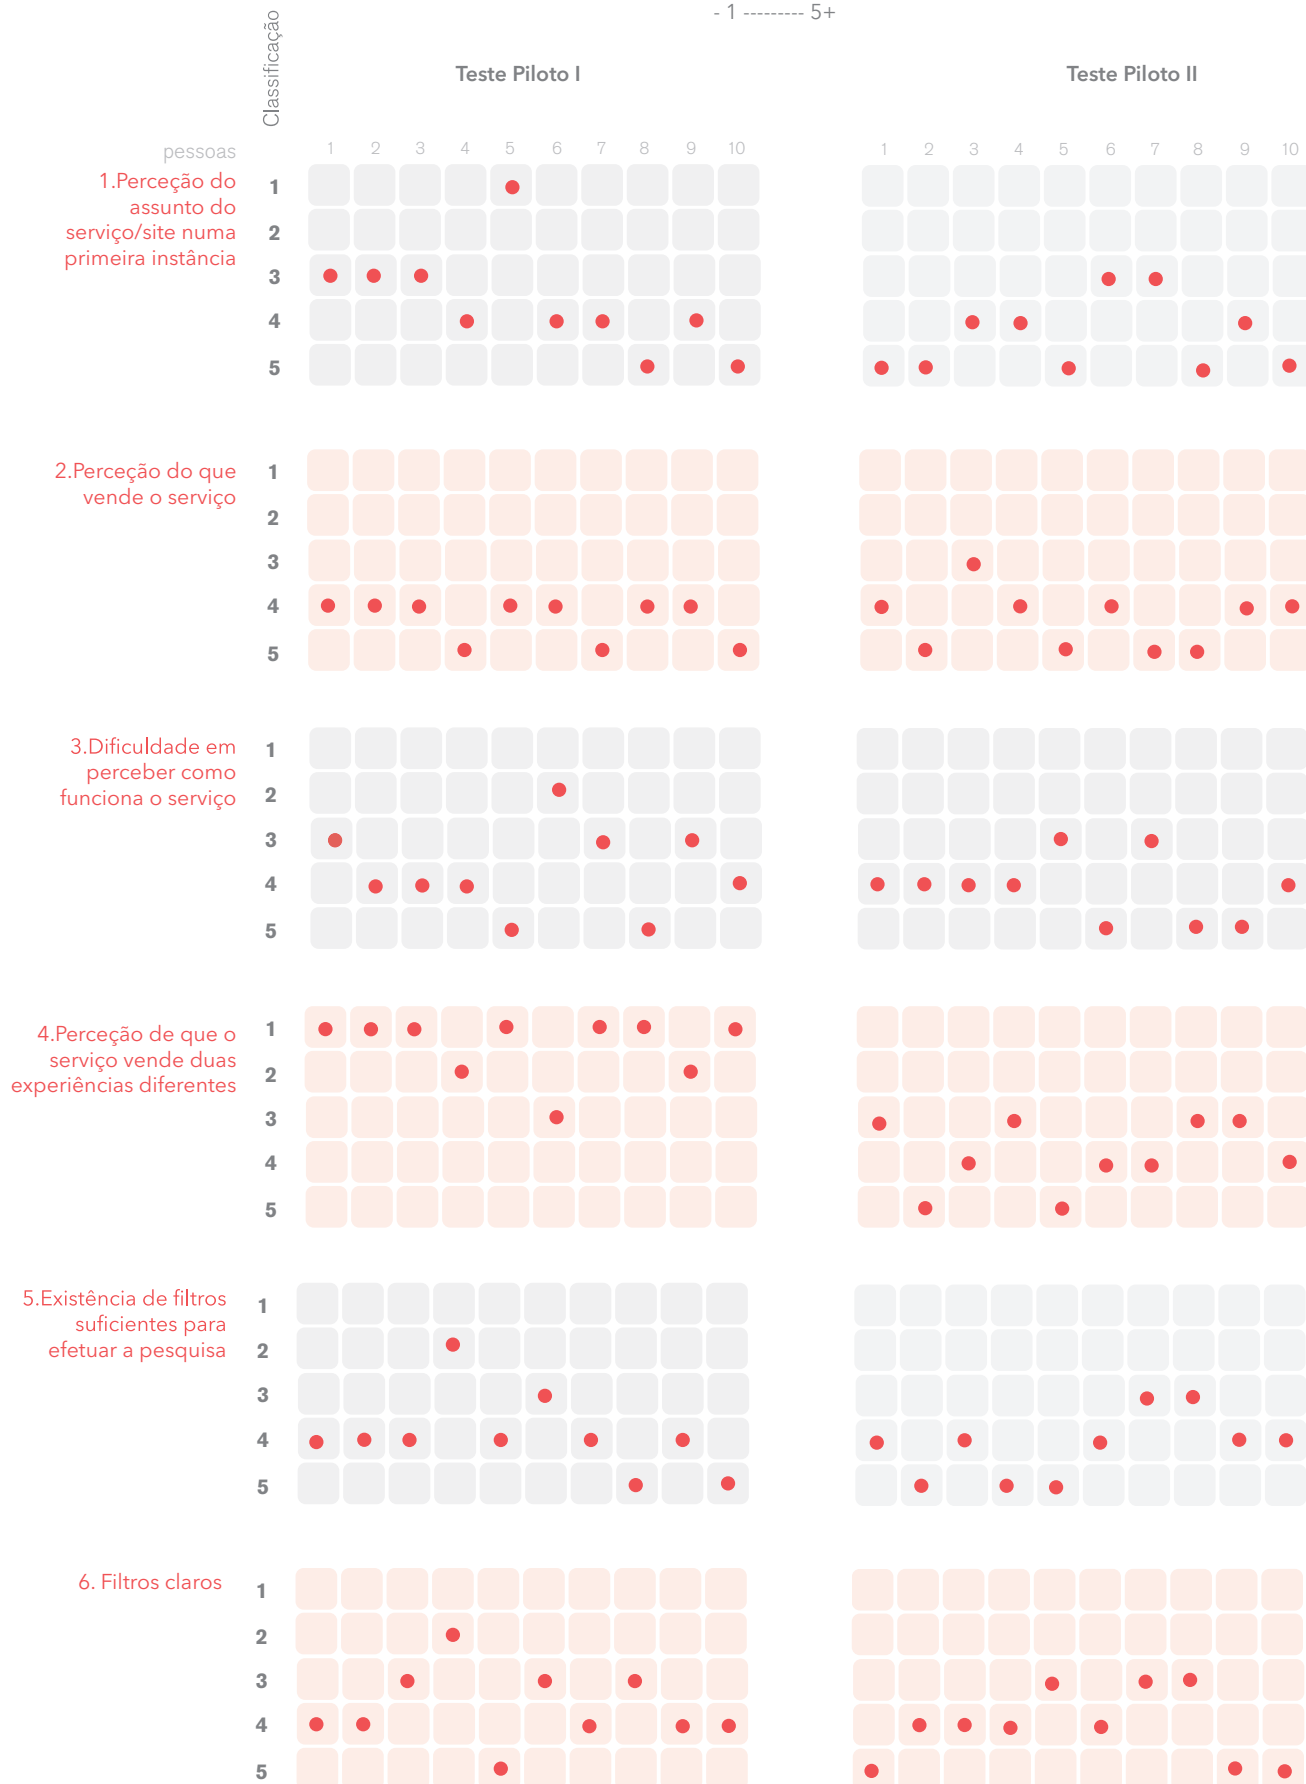 - 1 --------- 5+
Classificação
Teste Piloto I
Teste Piloto II
pessoas
1 2 3 4 5 6 7 8 9 10
1 2 3 4 5 6 7 8 9 10
1.Perceção do
assunto do
serviço/site numa
primeira instância
1
2
3
4
5
2.Perceção do que
vende o serviço
1
2
3
4
5
3.Dificuldade em
perceber como
funciona o serviço
1
2
3
4
5
4.Perceção de que o
serviço vende duas
experiências diferentes
1
2
3
4
5
5.Existência de filtros
suficientes para
efetuar a pesquisa
1
2
3
4
5
6. Filtros claros
1
2
3
4
5